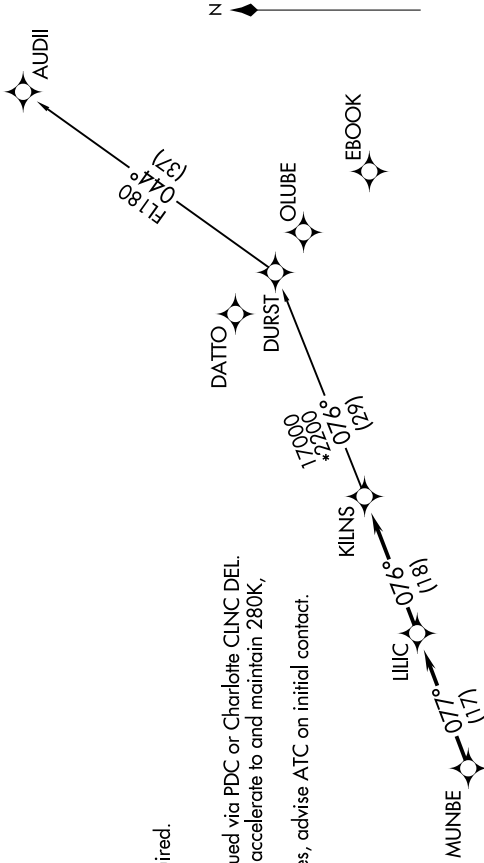 N
AUDII
FL180
044°
(37)
EBOOK
OLUBE
DATTO
DURST
17000
*2200
076°
(29)
KILNS
076°
(18)
LILIC
077°
(17)
MUNBE
ired.
ued via PDC or Charlotte CLNC DEL.
accelerate to and maintain 280K,
es, advise ATC on initial contact.